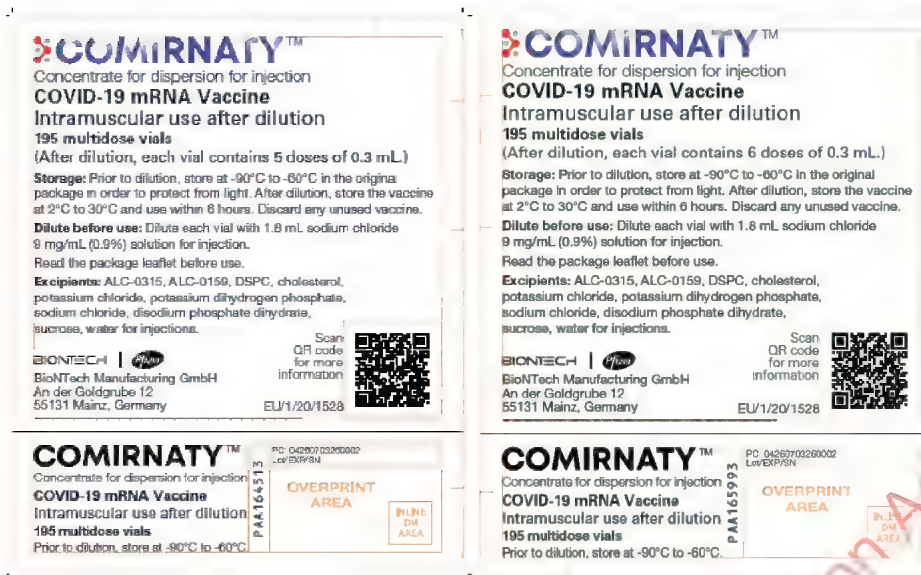 COMIRNATY™
Concentrate for dispersion for injection
COVID-19 mRNA Vaccine
Intramuscular use after dilution
195 multidose vials
(After dilution, each vial contains 5 doses of 0.3 mL.)
Storage: Prior to dilution, store at -90°C to -60°C in the original
package in order to protect from light. After dilution, store the vaccine
at 2°C to 30°C and use within 6 hours. Discard any unused vaccine.
Dilute before use: Dilute each vial with 1.8 mL sodium chloride
9 mg/mL (0.9%) solution for injection.
Read the package leaflet before use.
Excipients: ALC-0315, ALC-0159, DSPC, cholesterol,
potassium chloride, potassium dihydrogen phosphate,
sodium chloride, disodium phosphate dihydrate,
sucrose, water for injections.
Scan
QR code
for more
information
BIONTECH | Pfizer
BioNTech Manufacturing GmbH
An der Goldgrube 12
55131 Mainz, Germany
EU/1/20/1528
COMIRNATY™
Concentrate for dispersion for injection
COVID-19 mRNA Vaccine
Intramuscular use after dilution
195 multidose vials
Prior to dilution, store at -90°C to -60°C.
PAA164513
PC 04260703260002
Lot/EXP/SN
OVERPRINT
AREA
INLINE
DM
AREA
COMIRNATY™
Concentrate for dispersion for injection
COVID-19 mRNA Vaccine
Intramuscular use after dilution
195 multidose vials
(After dilution, each vial contains 6 doses of 0.3 mL.)
Storage: Prior to dilution, store at -90°C to -60°C in the original
package in order to protect from light. After dilution, store the vaccine
at 2°C to 30°C and use within 6 hours. Discard any unused vaccine.
Dilute before use: Dilute each vial with 1.8 mL sodium chloride
9 mg/mL (0.9%) solution for injection.
Read the package leaflet before use.
Excipients: ALC-0315, ALC-0159, DSPC, cholesterol,
potassium chloride, potassium dihydrogen phosphate,
sodium chloride, disodium phosphate dihydrate,
sucrose, water for injections.
Scan
QR code
for more
information
BIONTECH | Pfizer
BioNTech Manufacturing GmbH
An der Goldgrube 12
55131 Mainz, Germany
EU/1/20/1528
COMIRNATY™
Concentrate for dispersion for injection
COVID-19 mRNA Vaccine
Intramuscular use after dilution
195 multidose vials
Prior to dilution, store at -90°C to -60°C.
PAA165993
PC 04260703260002
Lot/EXP/SN
OVERPRINT
AREA
AREA